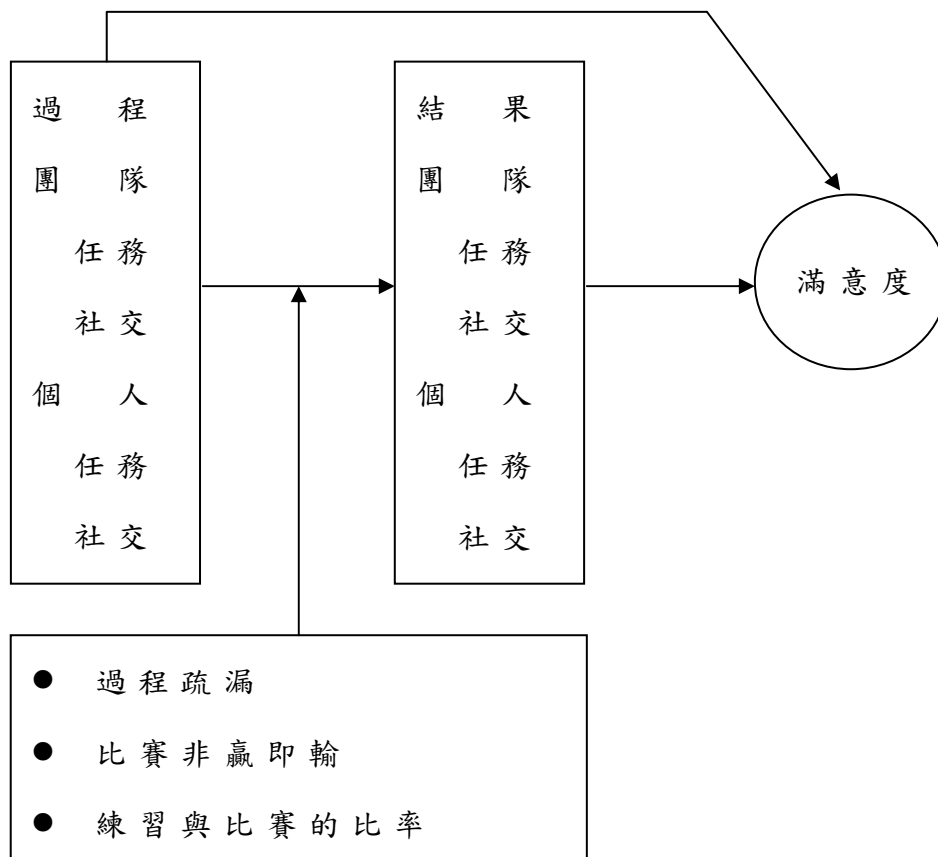 過程
團隊
任務
社交
個人
任務
社交
結果
團隊
任務
社交
個人
任務
社交
滿意度
● 過程疏漏
● 比賽非贏即輸
● 練習與比賽的比率